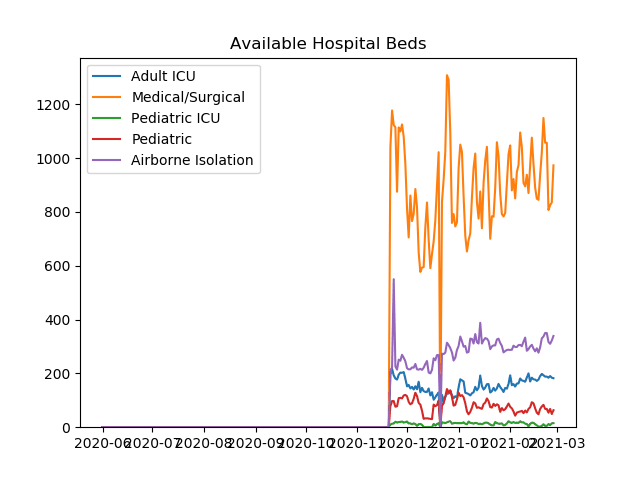 Available Hospital Beds
Adult ICU
Medical/Surgical
Pediatric ICU
Pediatric
Airborne Isolation
1200
1000
800
600
400
200
0
2020-06 2020-07 2020-08 2020-09 2020-10 2020-11 2020-12 2021-01 2021-02 2021-03